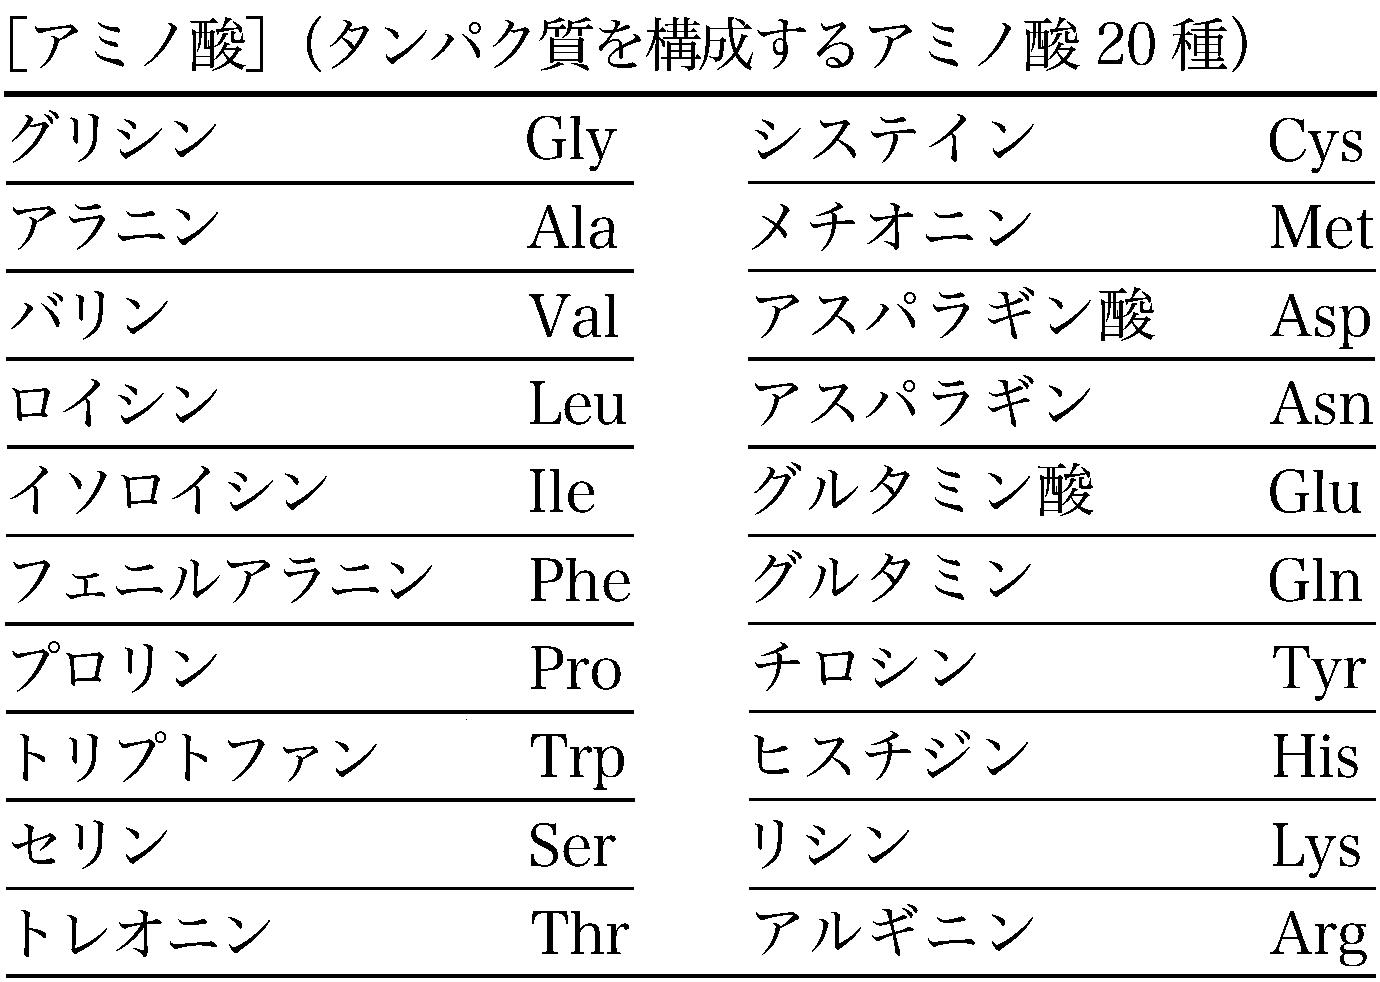 [アミノ酸](タンパク質を構成するアミノ酸20種)
グリシン Gly システイン Cys
アラニン Ala メチオニン Met
バリン Val アスパラギン酸 Asp
ロイシン Leu アスパラギン Asn
イソロイシン Ile グルタミン酸 Glu
フェニルアラニン Phe グルタミン Gln
プロリン Pro チロシン Tyr
トリプトファン Trp ヒスチジン His
セリン Ser リシン Lys
トレオニン Thr アルギニン Arg